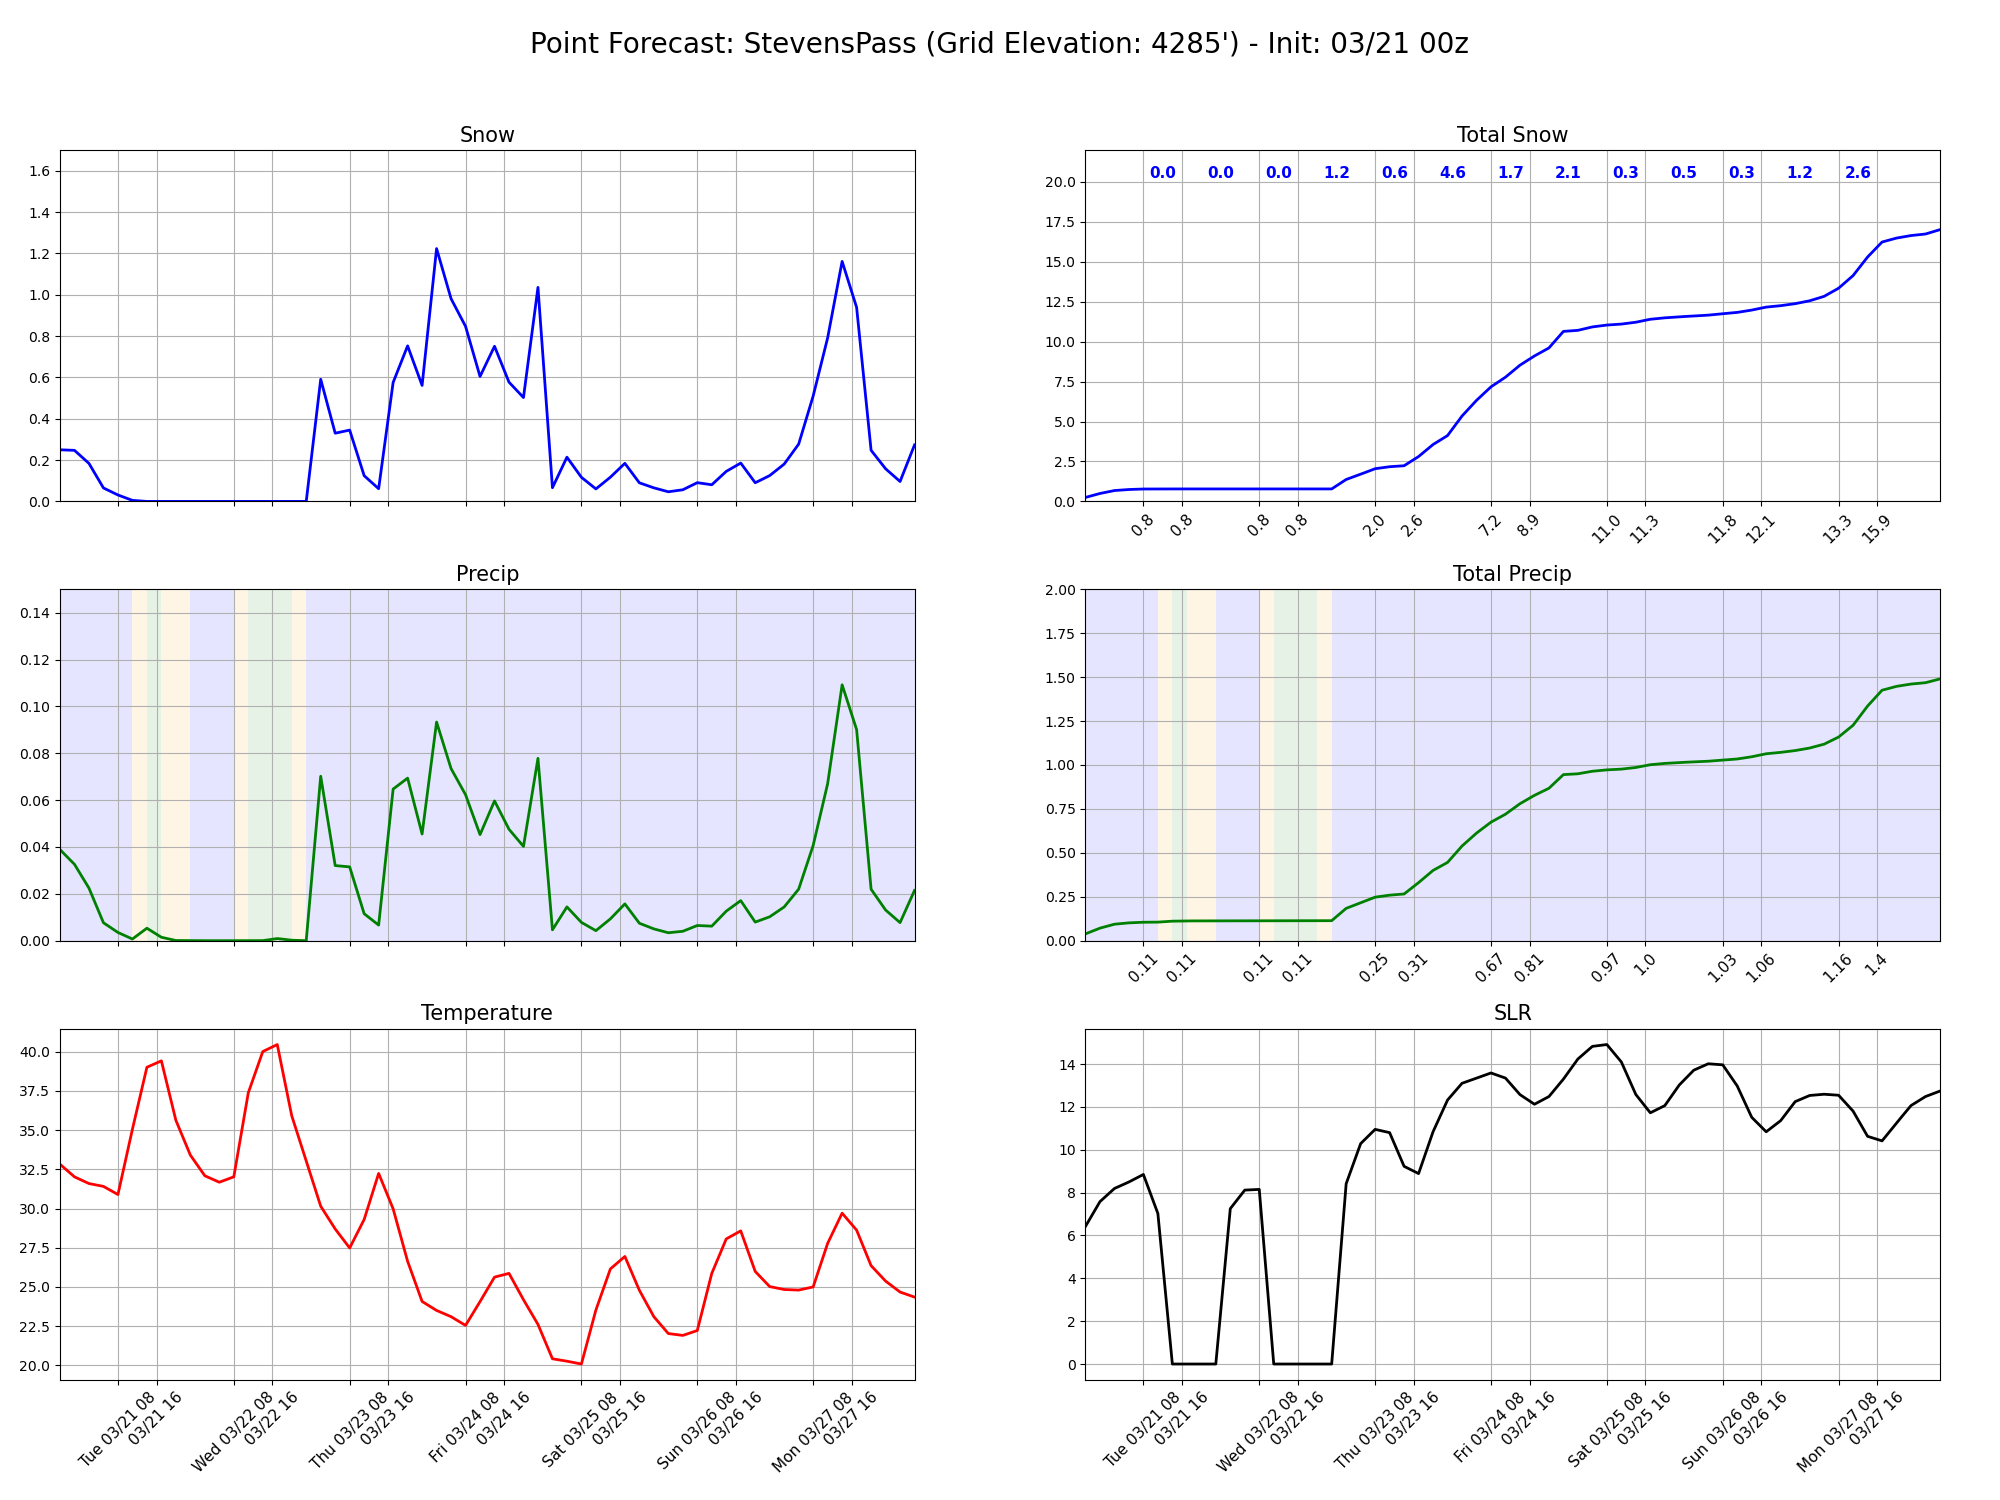 Point Forecast: StevensPass (Grid Elevation: 4285') - Init: 03/21 00z
Snow
1.6
1.4
1.2
1.0
0.8
0.6
0.4
0.2
0.0
Total Snow
0.0 0.0 0.0 1.2 0.6 4.6 1.7 2.1 0.3 0.5 0.3 1.2 2.6
20.0
17.5
15.0
12.5
10.0
7.5
5.0
2.5
0.0
0.8 0.8 0.8 0.8 2.0 2.6 7.2 8.9 11.0 11.3 11.8 12.1 13.3 15.9
Precip
0.14
0.12
0.10
0.08
0.06
0.04
0.02
0.00
Total Precip
2.00
1.75
1.50
1.25
1.00
0.75
0.50
0.25
0.00
0.11 0.11 0.11 0.11 0.25 0.31 0.67 0.81 0.97 1.0 1.03 1.06 1.16 1.4
Temperature
40.0
37.5
35.0
32.5
30.0
27.5
25.0
22.5
20.0
Tue 03/21 08
03/21 16
Wed 03/22 08
03/22 16
Thu 03/23 08
03/23 16
Fri 03/24 08
03/24 16
Sat 03/25 08
03/25 16
Sun 03/26 08
03/26 16
Mon 03/27 08
03/27 16
SLR
14
12
10
8
6
4
2
0
Tue 03/21 08
03/21 16
Wed 03/22 08
03/22 16
Thu 03/23 08
03/23 16
Fri 03/24 08
03/24 16
Sat 03/25 08
03/25 16
Sun 03/26 08
03/26 16
Mon 03/27 08
03/27 16